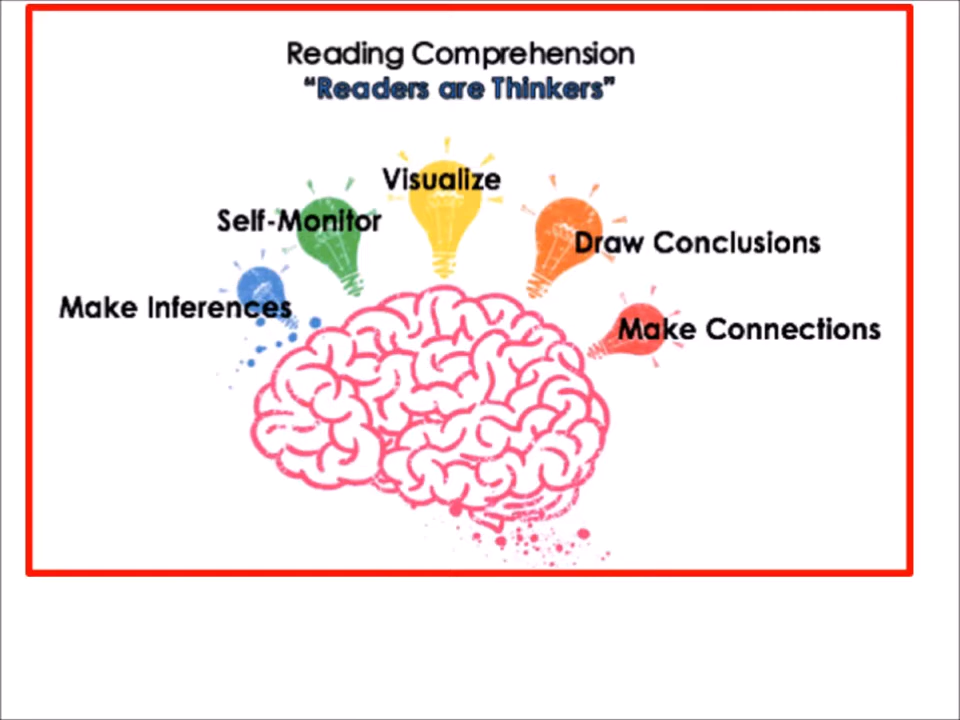 Reading Comprehension
"Readers are Thinkers"
Visualize
Self-Monitor
Draw Conclusions
Make Inferences
Make Connections